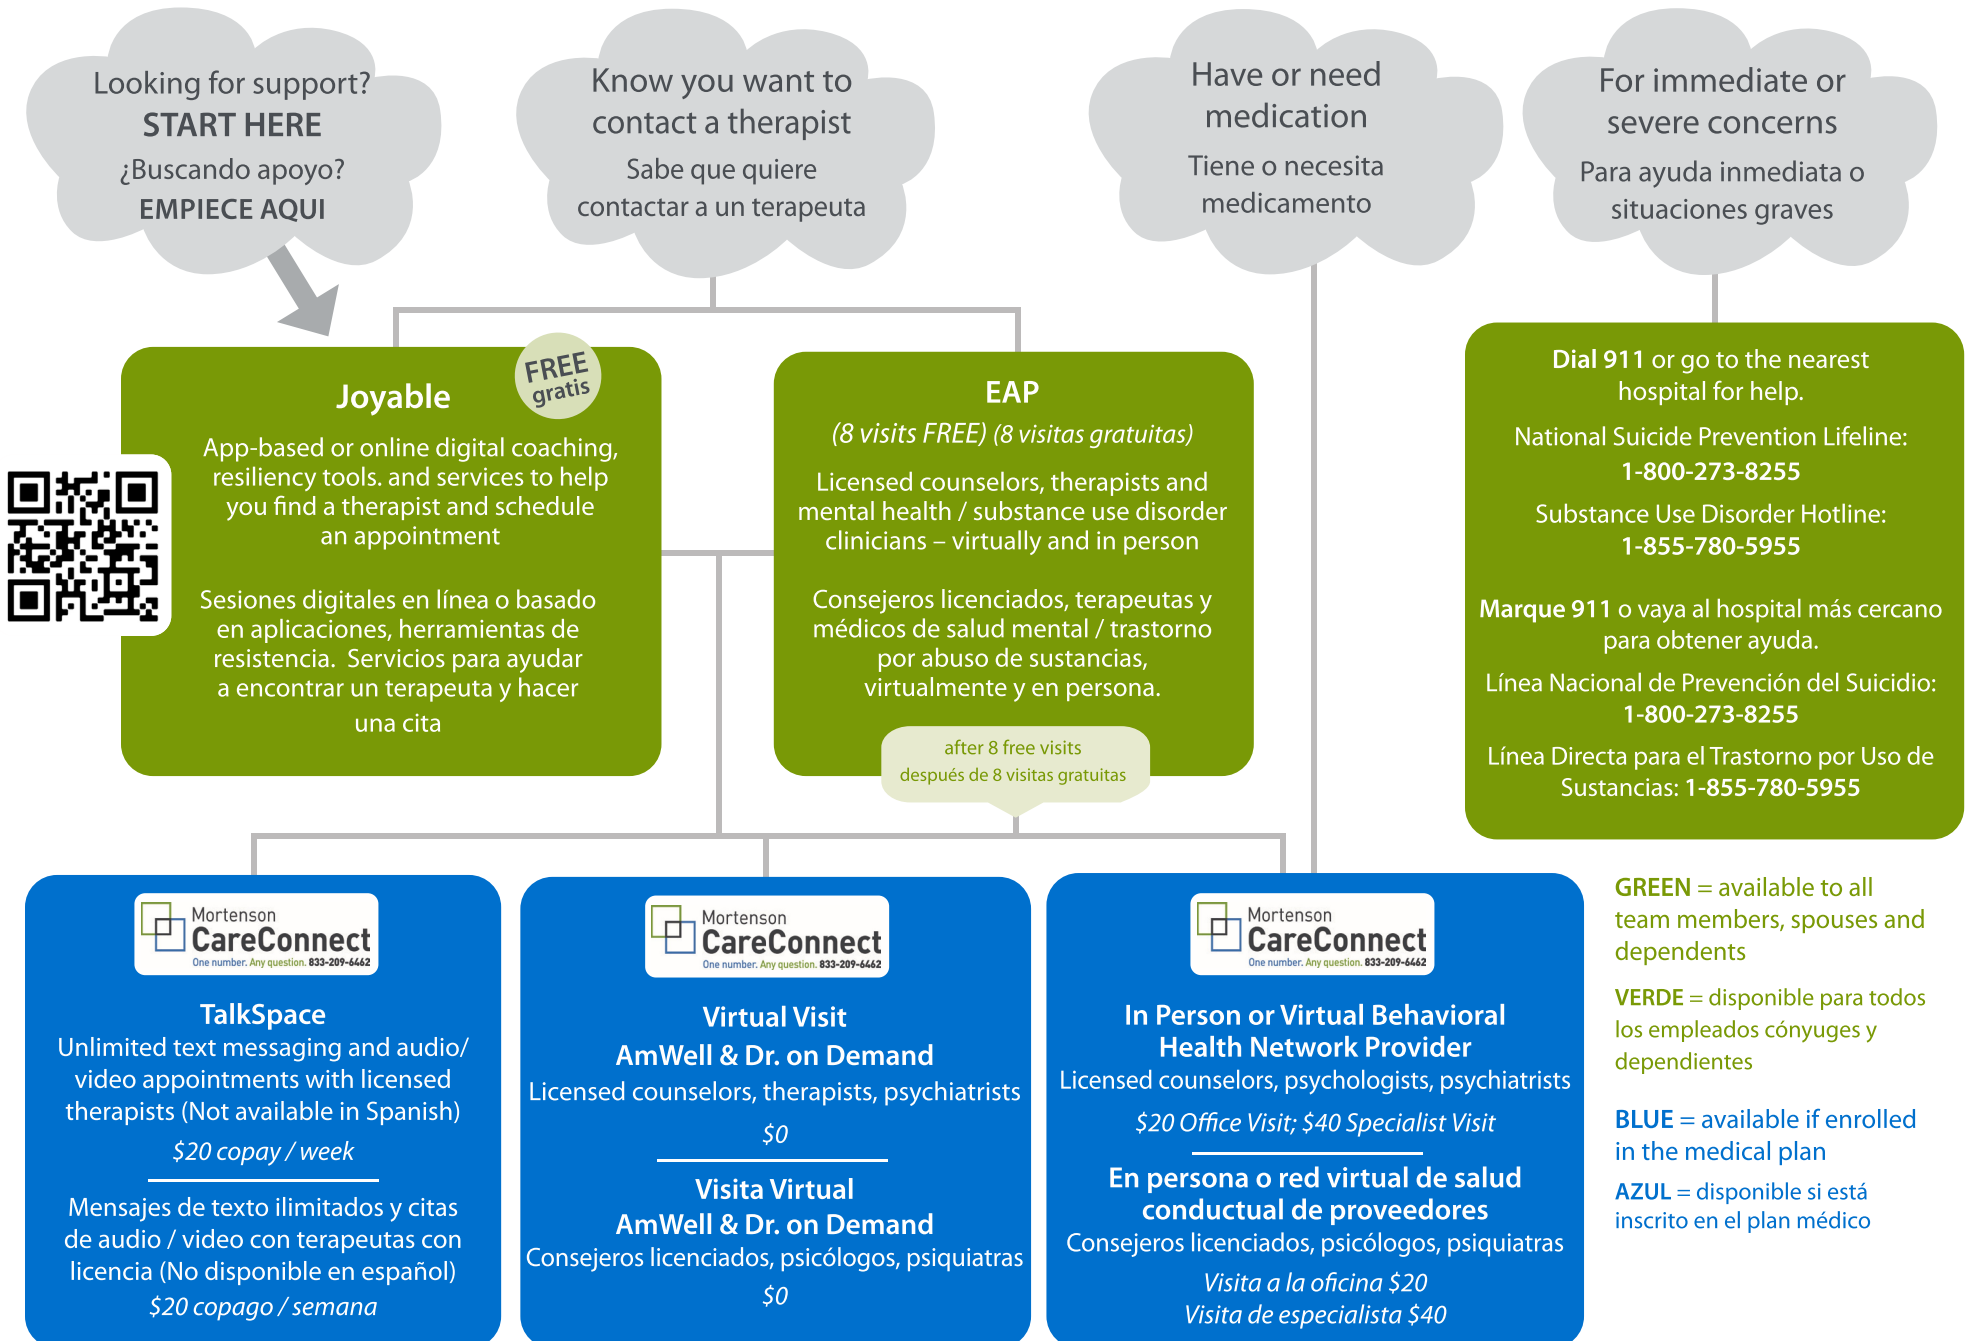 Looking for support?
START HERE
¿Buscando apoyo?
EMPIECE AQUI
Know you want to
contact a therapist
Sabe que quiere
contactar a un terapeuta
Have or need
medication
Tiene o necesita
medicamento
For immediate or
severe concerns
Para ayuda inmediata o
situaciones graves
Joyable
FREE
gratis
App-based or online digital coaching,
resiliency tools. and services to help
you find a therapist and schedule
an appointment
Sesiones digitales en línea o basado
en aplicaciones, herramientas de
resistencia. Servicios para ayudar
a encontrar un terapeuta y hacer
una cita
EAP
(8 visits FREE) (8 visitas gratuitas)
Licensed counselors, therapists and
mental health / substance use disorder
clinicians – virtually and in person
Consejeros licenciados, terapeutas y
médicos de salud mental / trastorno
por abuso de sustancias,
virtualmente y en persona.
after 8 free visits
después de 8 visitas gratuitas
Dial 911 or go to the nearest
hospital for help.
National Suicide Prevention Lifeline:
1-800-273-8255
Substance Use Disorder Hotline:
1-855-780-5955
Marque 911 o vaya al hospital más cercano
para obtener ayuda.
Línea Nacional de Prevención del Suicidio:
1-800-273-8255
Línea Directa para el Trastorno por Uso de
Sustancias: 1-855-780-5955
Mortenson
CareConnect
One number. Any question. 833-209-6462
TalkSpace
Unlimited text messaging and audio/
video appointments with licensed
therapists (Not available in Spanish)
$20 copay / week
Mensajes de texto ilimitados y citas
de audio / video con terapeutas con
licencia (No disponible en español)
$20 copago / semana
Mortenson
CareConnect
One number. Any question. 833-209-6462
Virtual Visit
AmWell & Dr. on Demand
Licensed counselors, therapists, psychiatrists
$0
Visita Virtual
AmWell & Dr. on Demand
Consejeros licenciados, psicólogos, psiquiatras
$0
Mortenson
CareConnect
One number. Any question. 833-209-6462
In Person or Virtual Behavioral
Health Network Provider
Licensed counselors, psychologists, psychiatrists
$20 Office Visit; $40 Specialist Visit
En persona o red virtual de salud
conductual de proveedores
Consejeros licenciados, psicólogos, psiquiatras
Visita a la oficina $20
Visita de especialista $40
GREEN = available to all
team members, spouses and
dependents
VERDE = disponible para todos
los empleados cónyuges y
dependientes
BLUE = available if enrolled
in the medical plan
AZUL = disponible si está
inscrito en el plan médico